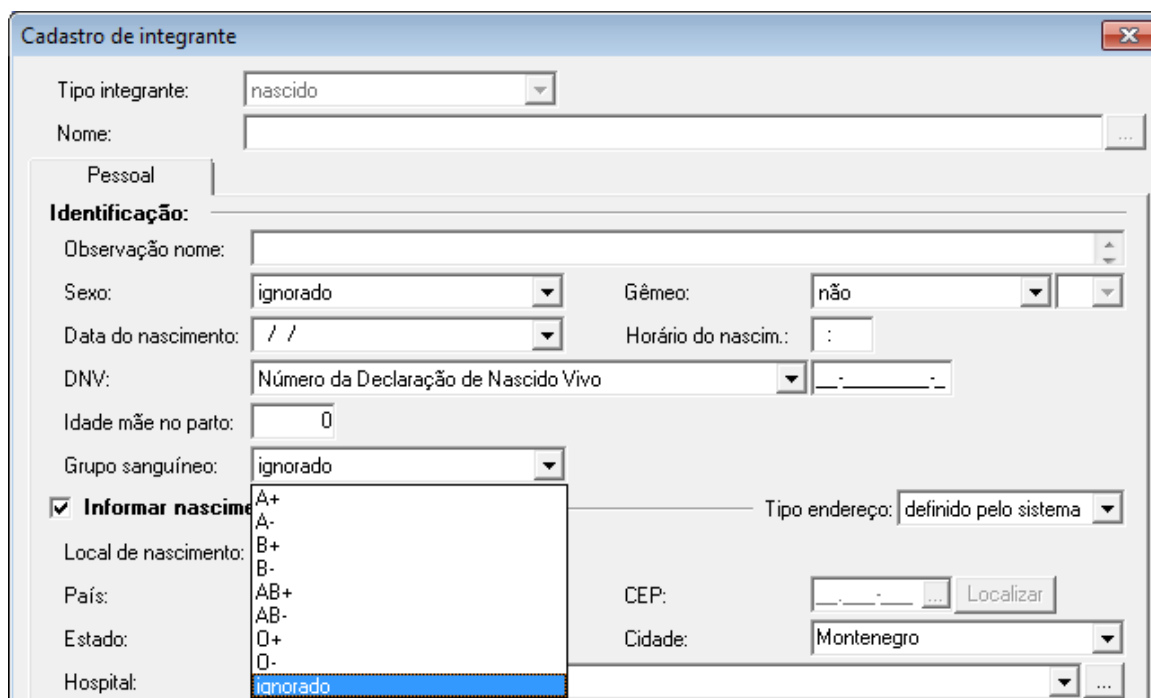 Cadastro de integrante
Tipo integrante: nascido
Nome: ...
Pessoal
Identificação:
Observação nome:
Sexo: ignorado Gêmeo: não
Data do nascimento: / / Horário do nascim.: :
DNV: Número da Declaração de Nascido Vivo __-________-_
Idade mãe no parto: 0
Grupo sanguíneo: ignorado
A+
Informar nascime Tipo endereço: definido pelo sistema
A-
B+
Local de nascimento:
B-
AB+
País: CEP: __.___-___ ... Localizar
AB-
O+
Estado: Cidade: Montenegro
O-
Hospital: ignorado ...